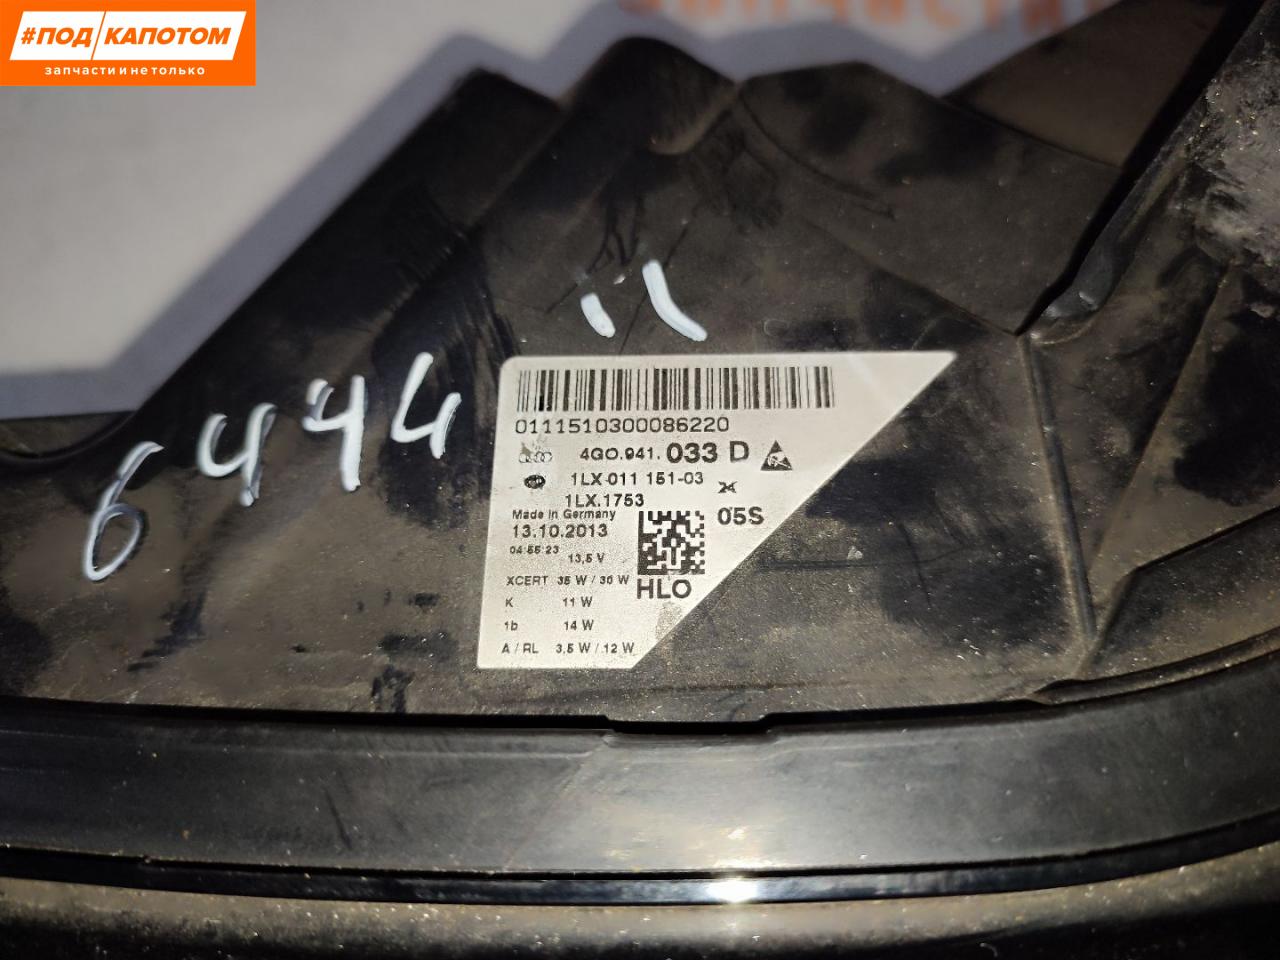 #ПОД КАПОТОМ
запчасти и не только
6444
0111510300086220
4G0.941. 033 D
1LX 011 151-03
1LX.1753
Made in Germany
05S
13.10.2013
04:55:23
13,5 V
XCERT 35 W / 30 W
HLO
K 11 W
1b 14 W
A / RL 3,5 W / 12 W